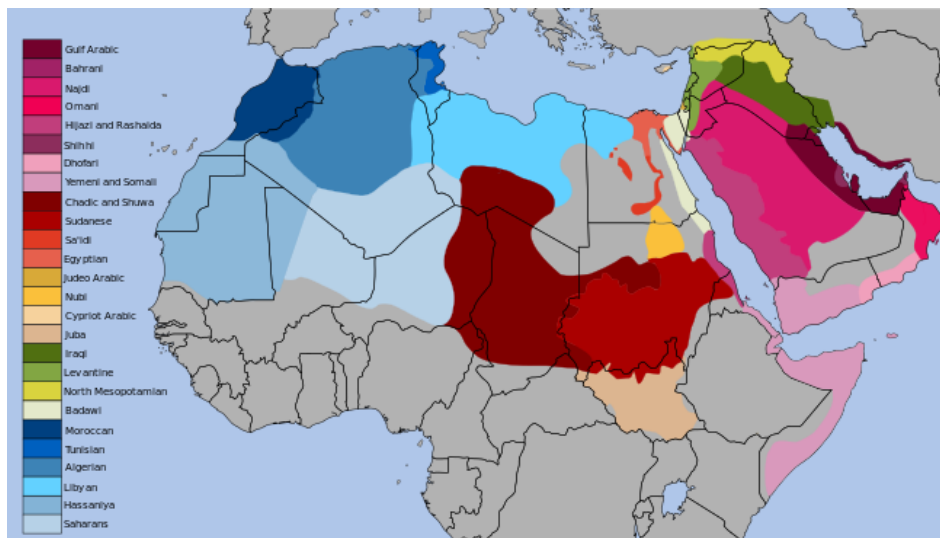 Gulf Arabic
Bahrani
Najdi
Omani
Hijazi and Rashaida
Shihhi
Dhofari
Yemeni and Somali
Chadic and Shuwa
Sudanese
Sa'idi
Egyptian
Judeo Arabic
Nubi
Cypriot Arabic
Juba
Iraqi
Levantine
North Mesopotamian
Badawi
Moroccan
Tunisian
Algerian
Libyan
Hassaniya
Saharans